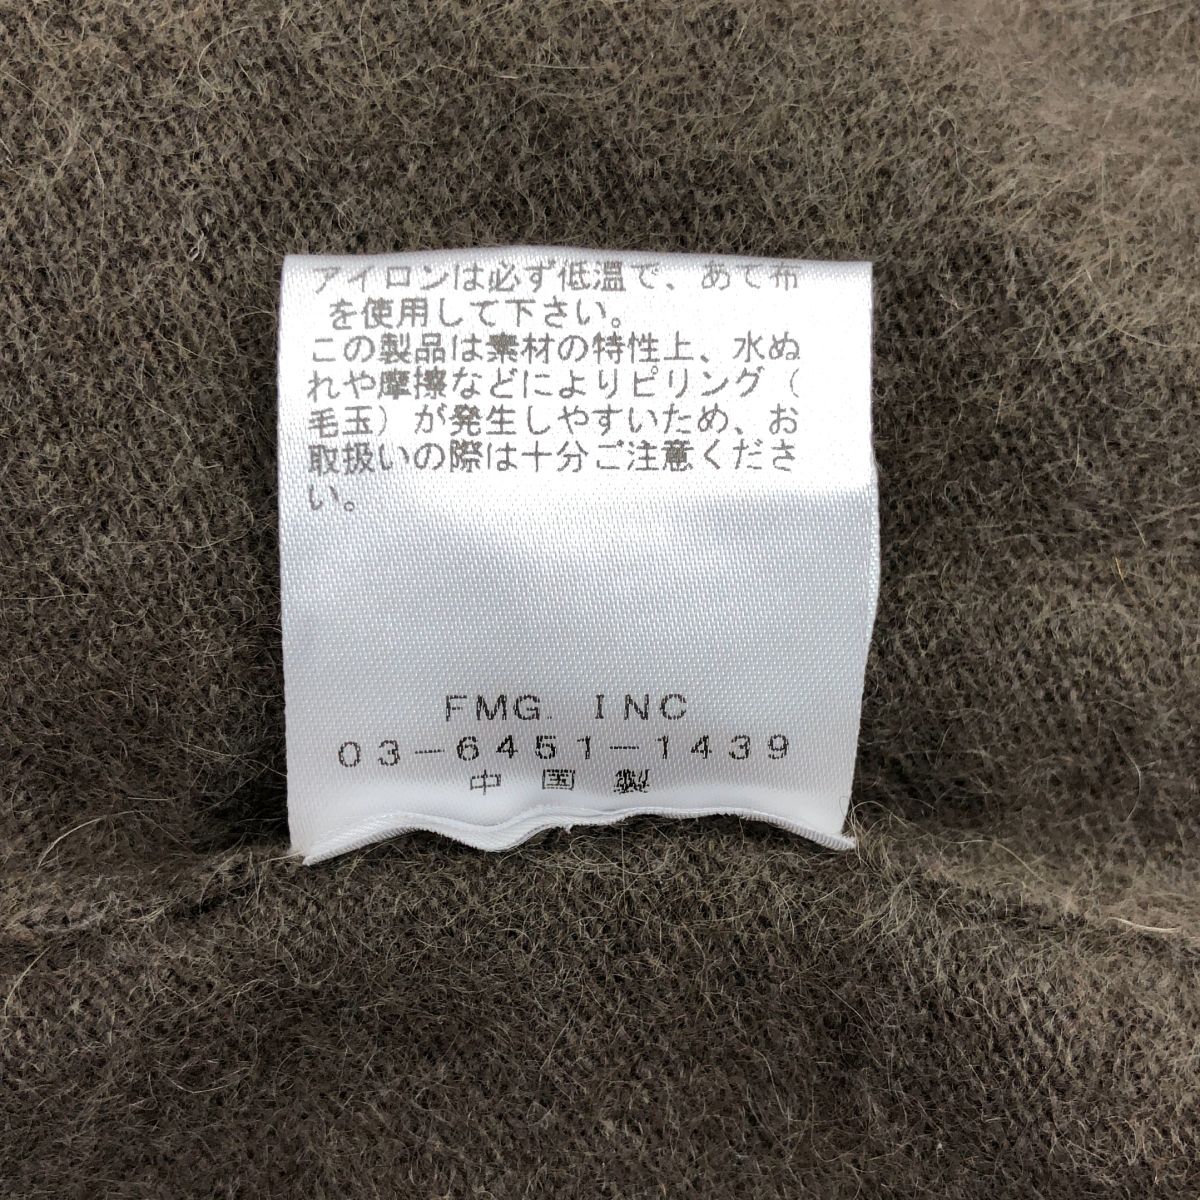 アイロンは必ず低温で、あて布
を使用して下さい。
この製品は素材の特性上、水ぬ
れや摩擦などによりピリング（
毛玉）が発生しやすいため、お
取扱いの際は十分ご注意くださ
い。
FMG. INC
03-6451-1439
中国製